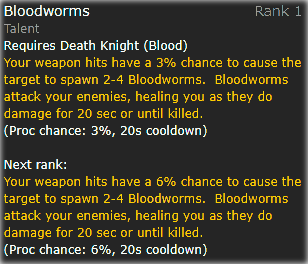 Bloodworms Rank 1
Talent
Requires Death Knight (Blood)
Your weapon hits have a 3% chance to cause the
target to spawn 2-4 Bloodworms.  Bloodworms
attack your enemies, healing you as they do
damage for 20 sec or until killed.
(Proc chance: 3%, 20s cooldown)
Next rank:
Your weapon hits have a 6% chance to cause the
target to spawn 2-4 Bloodworms.  Bloodworms
attack your enemies, healing you as they do
damage for 20 sec or until killed.
(Proc chance: 6%, 20s cooldown)